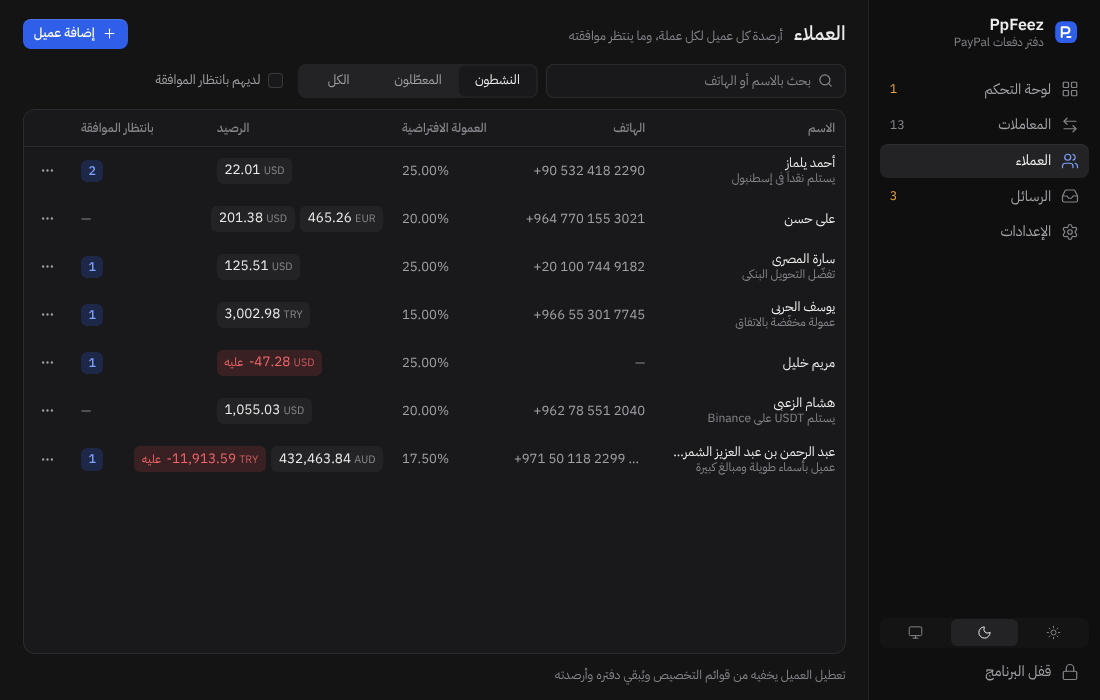 PpFeez
دفتر دفعات PayPal
لوحة التحكم 1
المعاملات 13
العملاء
الرسائل 3
الإعدادات
قفل البرنامج
العملاء أرصدة كل عميل لكل عملة، وما ينتظر موافقته
إضافة عميل +
بحث بالاسم أو الهاتف
النشطون المعطّلون الكل
لديهم بانتظار الموافقة
الاسم الهاتف العمولة الافتراضية الرصيد بانتظار الموافقة
أحمد يلماز +90 532 418 2290 25.00% 22.01 USD 2 ...
يستلم نقداً في إسطنبول
علي حسن +964 770 155 3021 20.00% 465.26 EUR 201.38 USD — ...
سارة المصري +20 100 744 9182 25.00% 125.51 USD 1 ...
تفضّل التحويل البنكي
يوسف الحربي +966 55 301 7745 15.00% 3,002.98 TRY 1 ...
عمولة مخفّضة بالاتفاق
مريم خليل — 25.00% -47.28 USD عليه 1 ...
هشام الزعبي +962 78 551 2040 20.00% 1,055.03 USD — ...
يستلم USDT على Binance
عبد الرحمن بن عبد العزيز الشمر... +971 50 118 2299 ... 17.50% 432,463.84 AUD -11,913.59 TRY عليه 1 ...
عميل بأسماء طويلة ومبالغ كبيرة
تعطيل العميل يخفيه من قوائم التخصيص ويُبقي دفتره وأرصدته